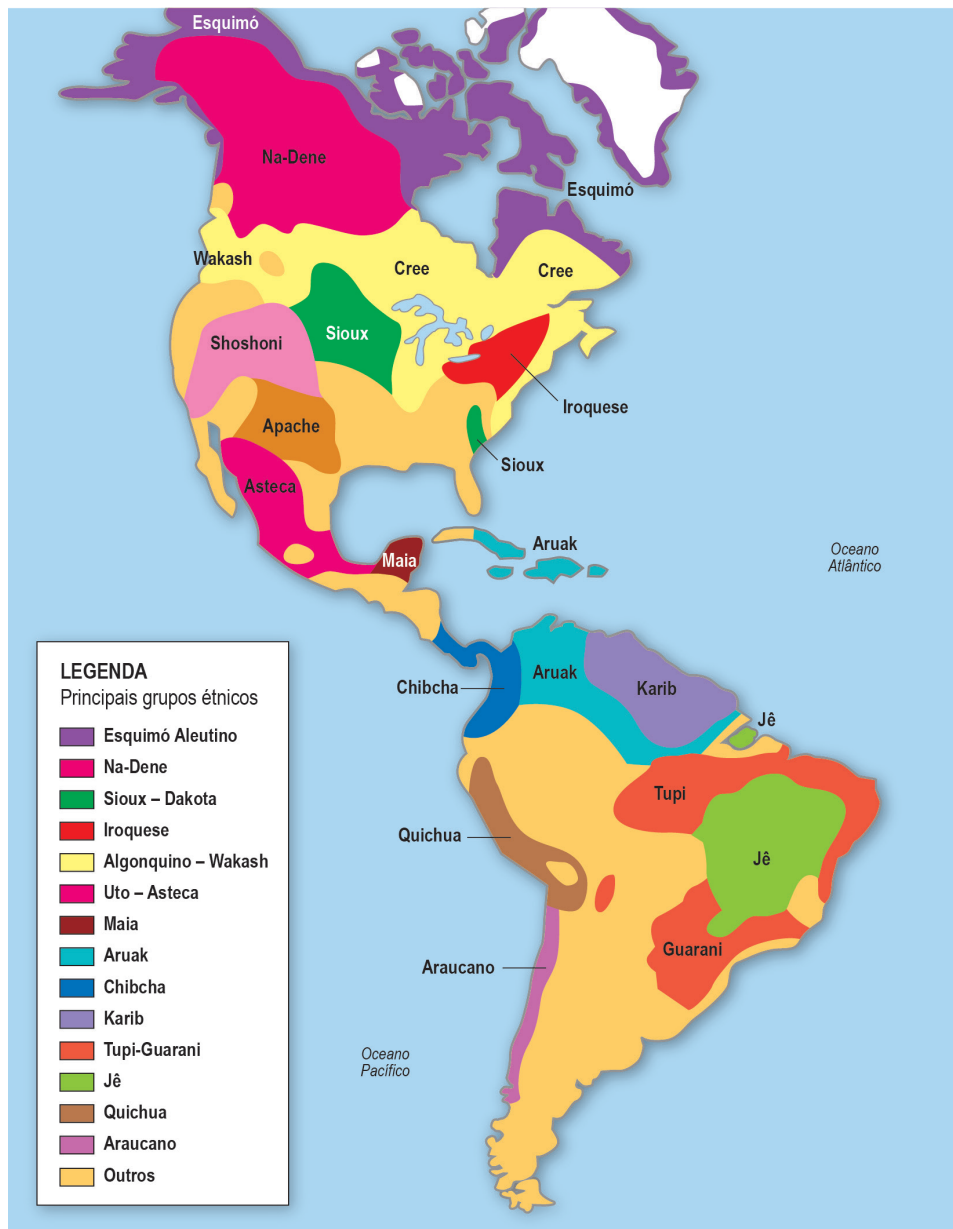 Esquimó
Na-Dene
Esquimó
Wakash
Cree
Cree
Sioux
Shoshoni
Iroquese
Apache
Sioux
Asteca
Aruak
Maia
Oceano
Atlântico
Aruak
Chibcha
Karib
Jê
Tupi
Quichua
Jê
Guarani
Araucano
Oceano
Pacífico
LEGENDA
Principais grupos étnicos
Esquimó Aleutino
Na-Dene
Sioux – Dakota
Iroquese
Algonquino – Wakash
Uto – Asteca
Maia
Aruak
Chibcha
Karib
Tupi-Guarani
Jê
Quichua
Araucano
Outros